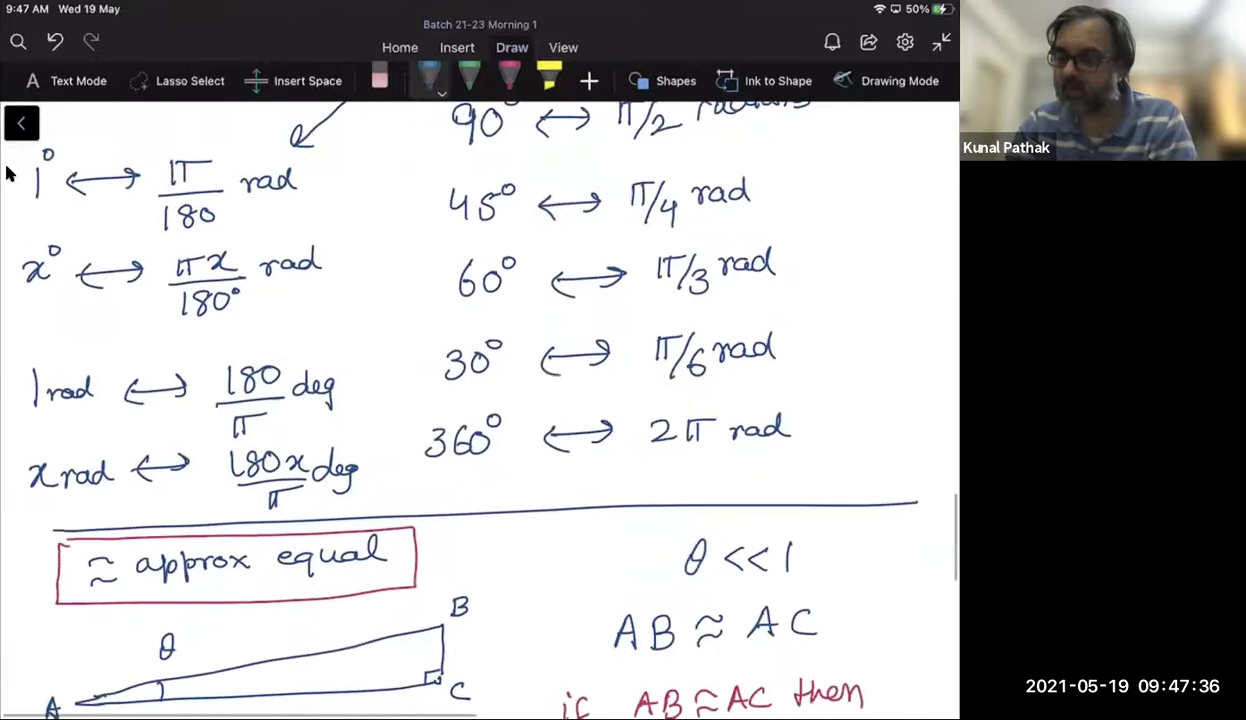 9:47 AM Wed 19 May
50%
Batch 21-23 Morning 1
Home Insert Draw View
Text Mode Lasso Select Insert Space Shapes Ink to Shape Drawing Mode
Kunal Pathak
1° ↔ π/180 rad
x° ↔ πx/180° rad
1 rad ↔ 180/π deg
x rad ↔ 180x/π deg
90° ↔ π/2 radians
45° ↔ π/4 rad
60° ↔ π/3 rad
30° ↔ π/6 rad
360° ↔ 2π rad
≈ approx equal
θ
B
A
C
θ << 1
AB ≈ AC
if AB ≈ AC then
2021-05-19 09:47:36